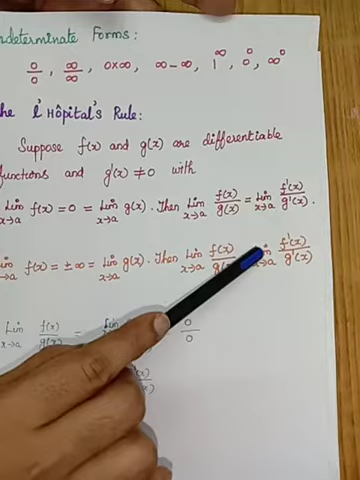 ndeterminate Forms:
0/0, ∞/∞, 0×∞, ∞-∞, 1^∞, 0^0, ∞^0
he l'Hôpital's Rule:
Suppose f(x) and g(x) are differentiable
functions and g'(x) ≠ 0 with
Lim x→a f(x) = 0 = Lim x→a g(x). Then Lim x→a f(x)/g(x) = Lim x→a f'(x)/g'(x).
Lim x→a f(x) = ±∞ = Lim x→a g(x). Then Lim x→a f(x)/g(x) f'(x)/g'(x)
Lim x→a f(x)/g(x) = 0/0